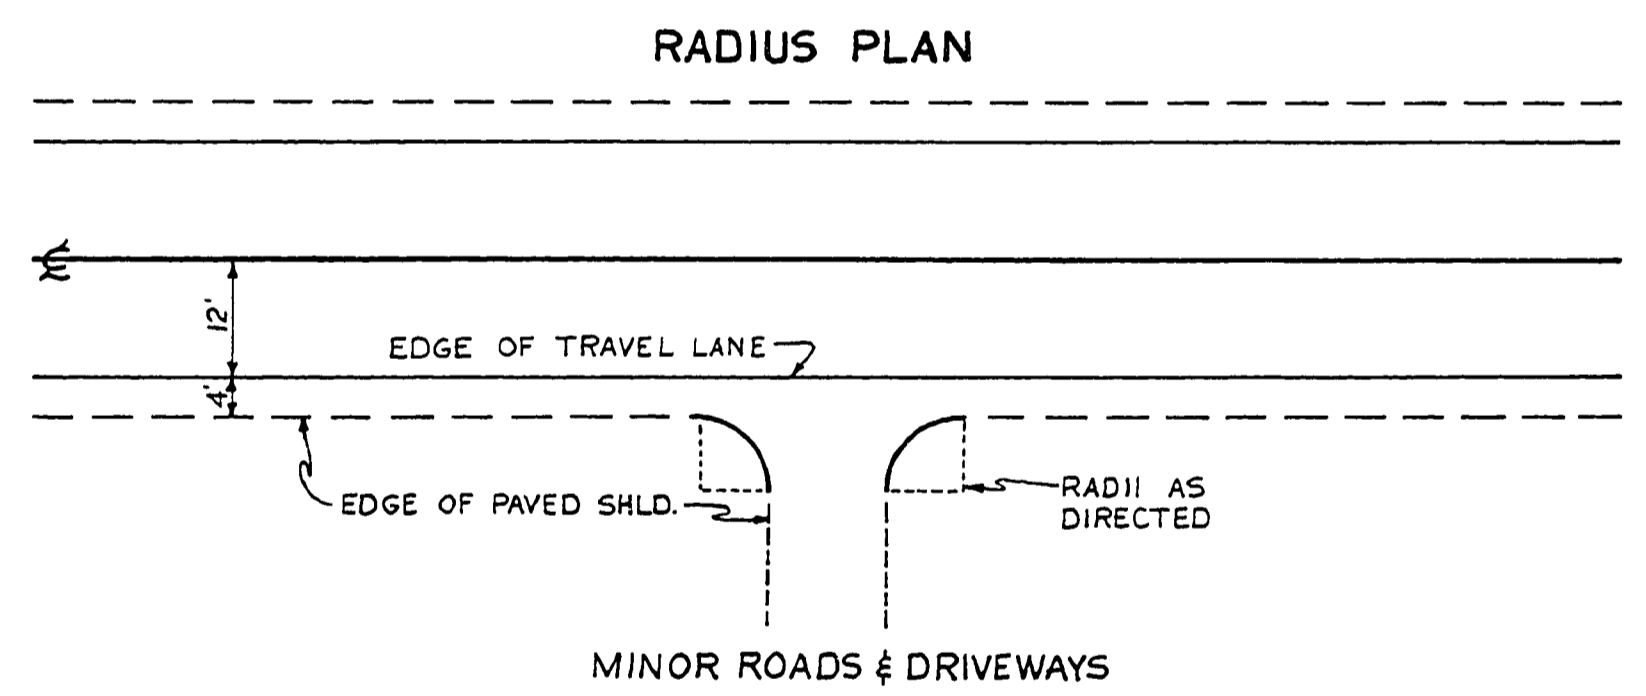 RADIUS PLAN
12'
EDGE OF TRAVEL LANE
4'
EDGE OF PAVED SHLD.
RADII AS
DIRECTED
MINOR ROADS & DRIVEWAYS